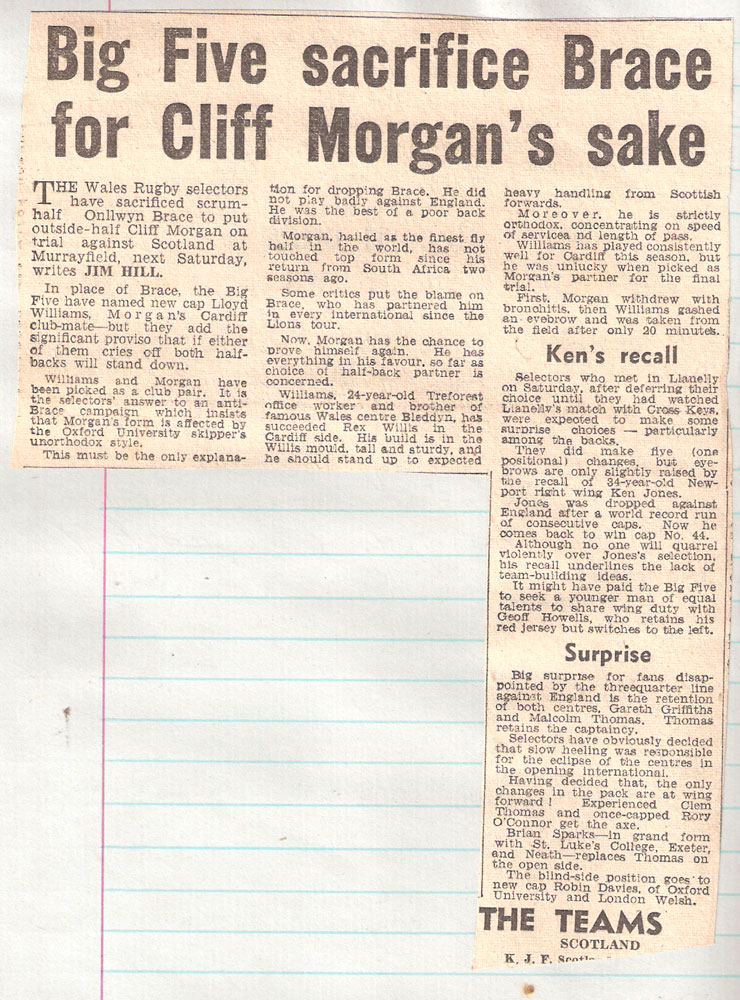 Big Five sacrifice Brace
for Cliff Morgan's sake
THE Wales Rugby selectors
have sacrificed scrum-
half Onllwyn Brace to put
outside-half Cliff Morgan on
trial against Scotland at
Murrayfield, next Saturday,
writes JIM HILL.
In place of Brace, the Big
Five have named new cap Lloyd
Williams, Morgan's Cardiff
club-mate—but they add the
significant proviso that if either
of them cries off both half-
backs will stand down.
Williams and Morgan have
been picked as a club pair. It is
the selectors' answer to an anti-
Brace campaign which insists
that Morgan's form is affected by
the Oxford University skipper's
unorthodox style.
This must be the only explana-
tion for dropping Brace. He did
not play badly against England.
He was the best of a poor back
division.
Morgan, hailed as the finest fly
half in the world, has not
touched top form since his
return from South Africa two
seasons ago.
Some critics put the blame on
Brace, who has partnered him
in every international since the
Lions tour.
Now, Morgan has the chance to
prove himself again. He has
everything in his favour, so far as
choice of half-back partner is
concerned.
Williams, 24-year-old Treforest
office worker and brother of
famous Wales centre Bleddyn, has
succeeded Rex Willis in the
Cardiff side. His build is in the
Willis mould, tall and sturdy, and
he should stand up to expected
heavy handling from Scottish
forwards.
Moreover, he is strictly
orthodox, concentrating on speed
of servicea nd length of pass.
Williams has played consistently
well for Cardiff this season, but
he was unlucky when picked as
Morgan's partner for the final
trial.
First, Morgan withdrew with
bronchitis, then Williams gashed
an eyebrow and was taken from
the field after only 20 minutes.
Ken's recall
Selectors who met in Llanelly
on Saturday, after deferring their
choice until they had watched
Llanelly's match with Cross Keys,
were expected to make some
surprise choices — particularly
among the backs.
They did make five (one
positional) changes, but eye-
brows are only slightly raised by
the recall of 34-year-old New-
port right wing Ken Jones.
Jones was dropped against
England after a world record run
of consecutive caps. Now he
comes back to win cap No. 44.
Although no one will quarrel
violently over Jones's selection,
his recall underlines the lack of
team-building ideas.
It might have paid the Big Five
to seek a younger man of equal
talents to share wing duty with
Geoff Howells, who retains his
red jersey but switches to the left.
Surprise
Big surprise for fans disap-
pointed by the threequarter line
against England is the retention
of both centres, Gareth Griffiths
and Malcolm Thomas. Thomas
retains the captaincy.
Selectors have obviously decided
that slow heeling was responsible
for the eclipse of the centres in
the opening international.
Having decided that, the only
changes in the pack are at wing
forward! Experienced Clem
Thomas and once-capped Rory
O'Connor get the axe.
Brian Sparks—in grand form
with St. Luke's College, Exeter,
and Neath—replaces Thomas on
the open side.
The blind-side position goes to
new cap Robin Davies, of Oxford
University and London Welsh.
THE TEAMS
SCOTLAND
K. J. F.